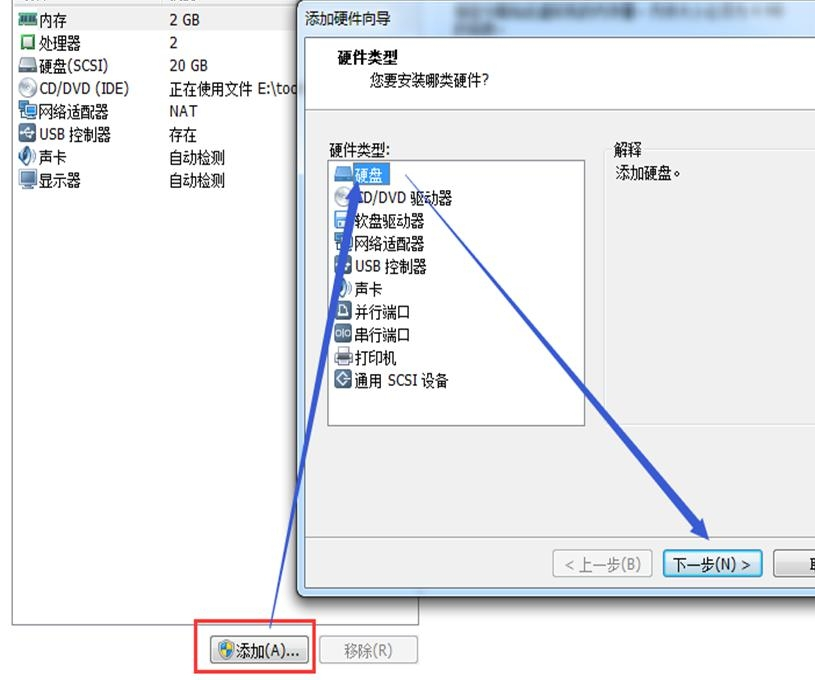 内存 2 GB
处理器 2
硬盘(SCSI) 20 GB
CD/DVD (IDE) 正在使用文件 E:\too
网络适配器 NAT
USB 控制器 存在
声卡 自动检测
显示器 自动检测
添加(A)... 移除(R)
添加硬件向导
硬件类型
您要安装哪类硬件?
硬件类型:
硬盘
CD/DVD 驱动器
软盘驱动器
网络适配器
USB 控制器
声卡
并行端口
串行端口
打印机
通用 SCSI 设备
解释
添加硬盘。
< 上一步(B) 下一步(N) >